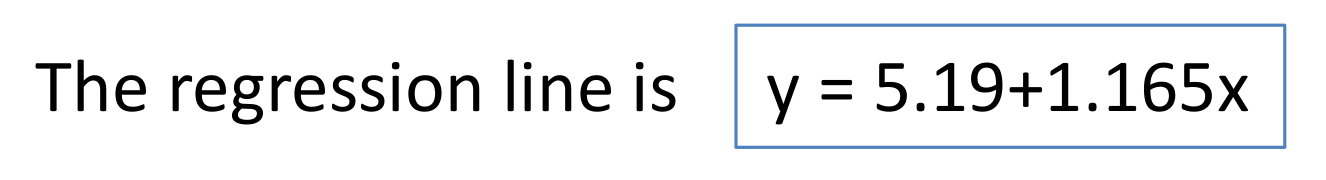 The regression line is y = 5.19+1.165x